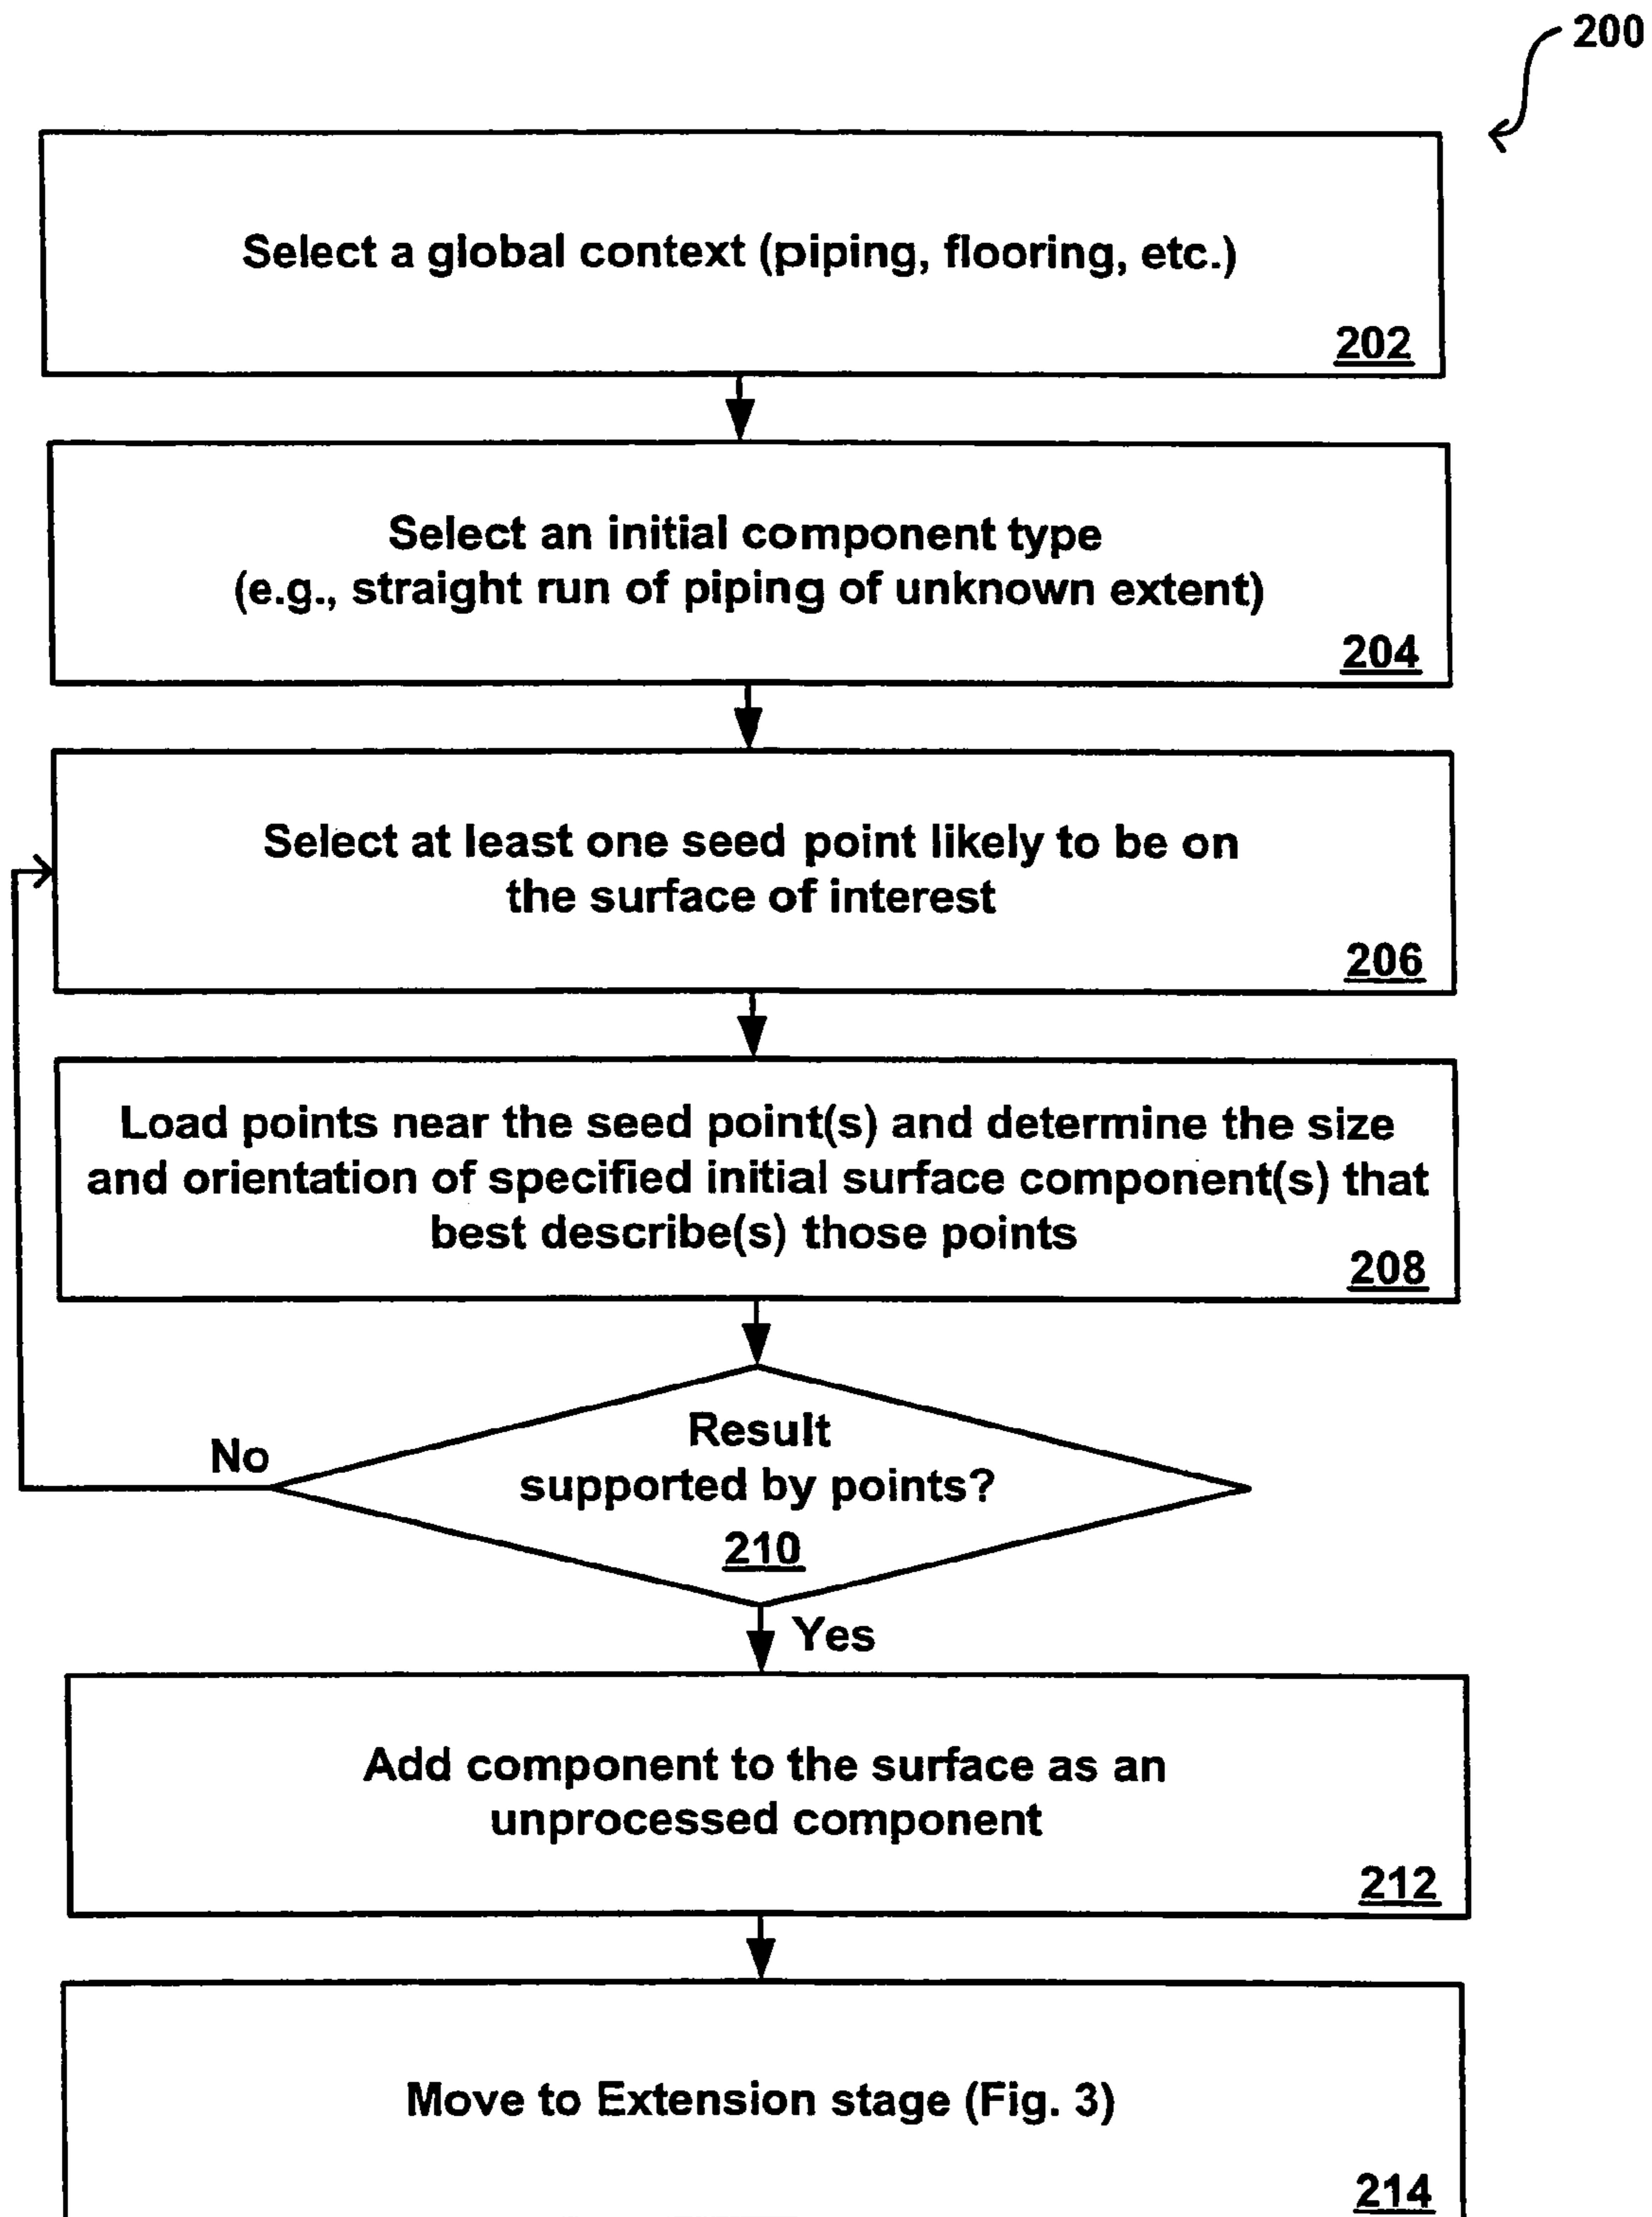 200
Select a global context (piping, flooring, etc.)
202
Select an initial component type
(e.g., straight run of piping of unknown extent)
204
Select at least one seed point likely to be on
the surface of interest
206
Load points near the seed point(s) and determine the size
and orientation of specified initial surface component(s) that
best describe(s) those points
208
Result
supported by points?
210
No
Yes
Add component to the surface as an
unprocessed component
212
Move to Extension stage (Fig. 3)
214